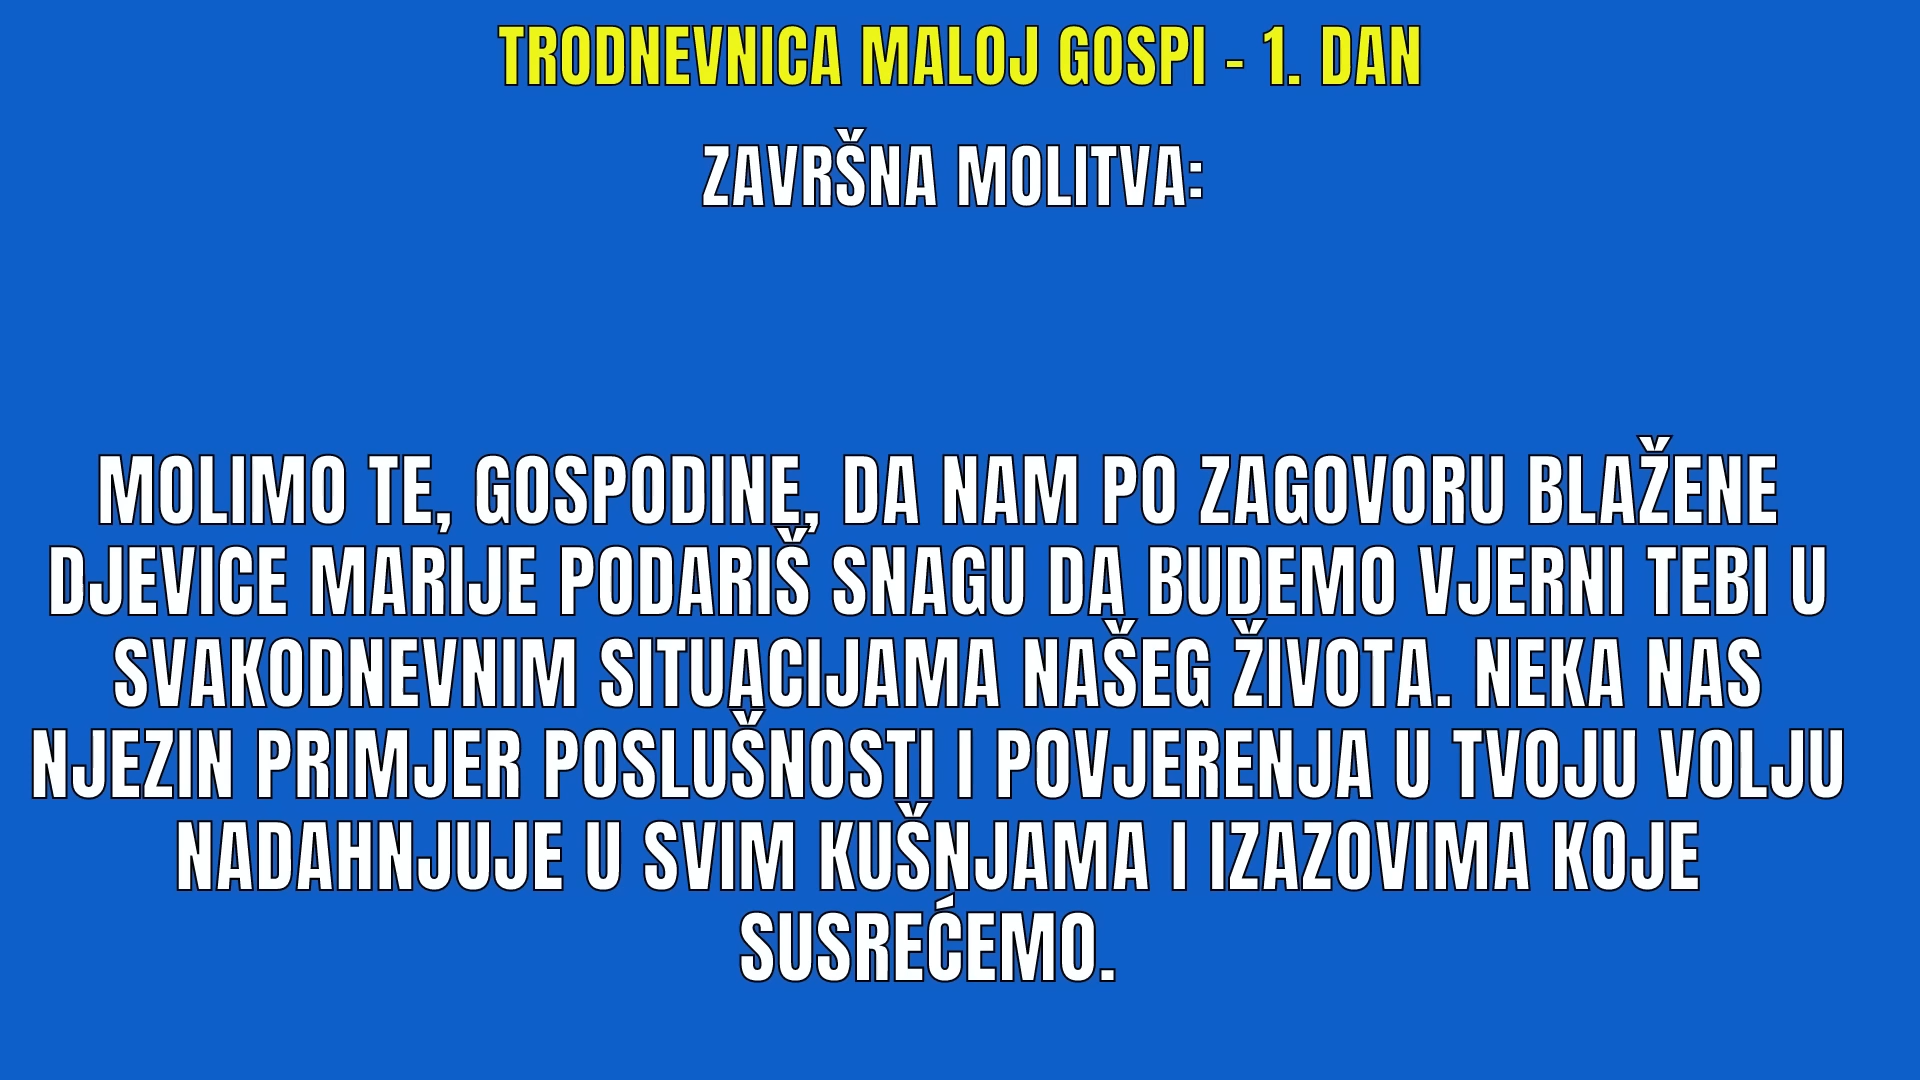 TRODNEVNICA MALOJ GOSPI - 1. DAN
ZAVRŠNA MOLITVA:
MOLIMO TE, GOSPODINE, DA NAM PO ZAGOVORU BLAŽENE
DJEVICE MARIJE PODARIŠ SNAGU DA BUDEMO VJERNI TEBI U
SVAKODNEVNIM SITUACIJAMA NAŠEG ŽIVOTA. NEKA NAS
NJEZIN PRIMJER POSLUŠNOSTI I POVJERENJA U TVOJU VOLJU
NADAHNJUJE U SVIM KUŠNJAMA I IZAZOVIMA KOJE
SUSREĆEMO.